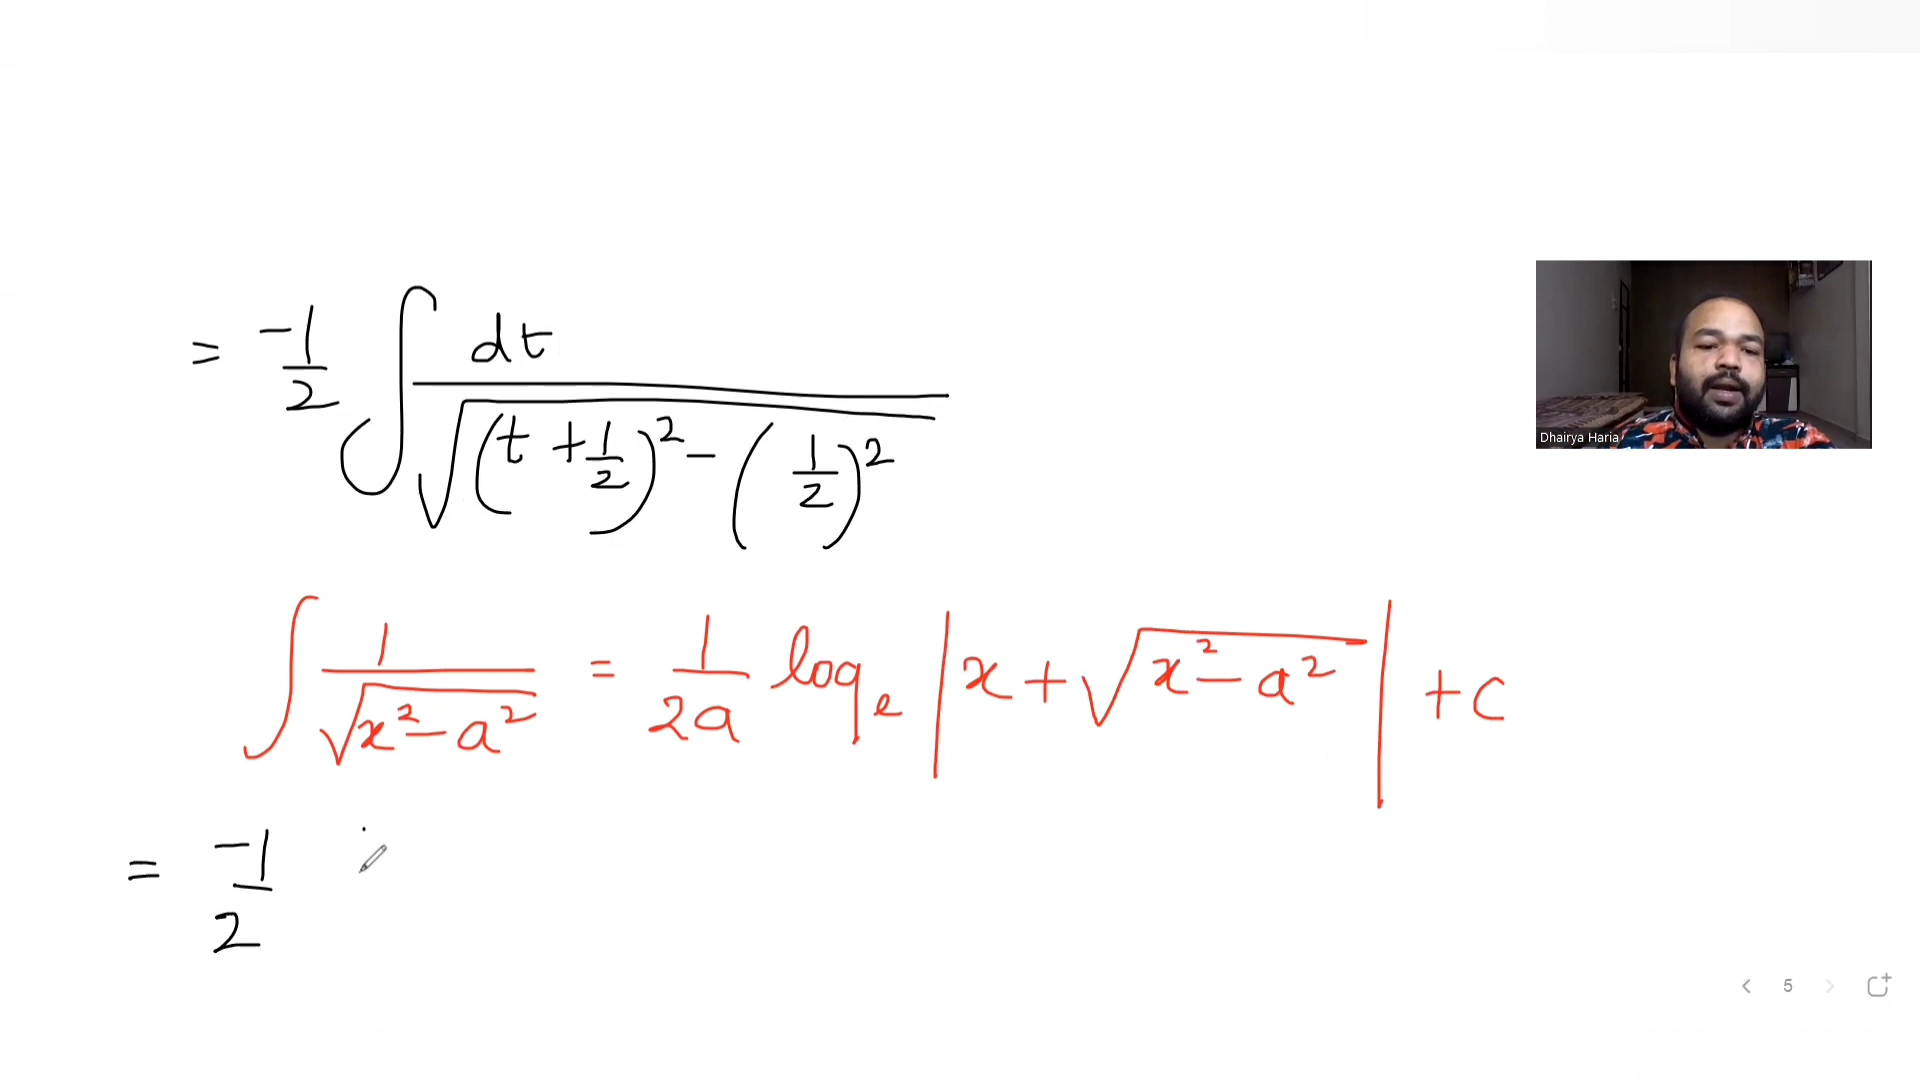 = -1/2 ∫ dt / √((t + 1/2)² - (1/2)²)
Dhairya Haria
∫ 1/√(x² - a²) = 1/2a logₑ |x + √(x² - a²)| + c
= -1/2
5